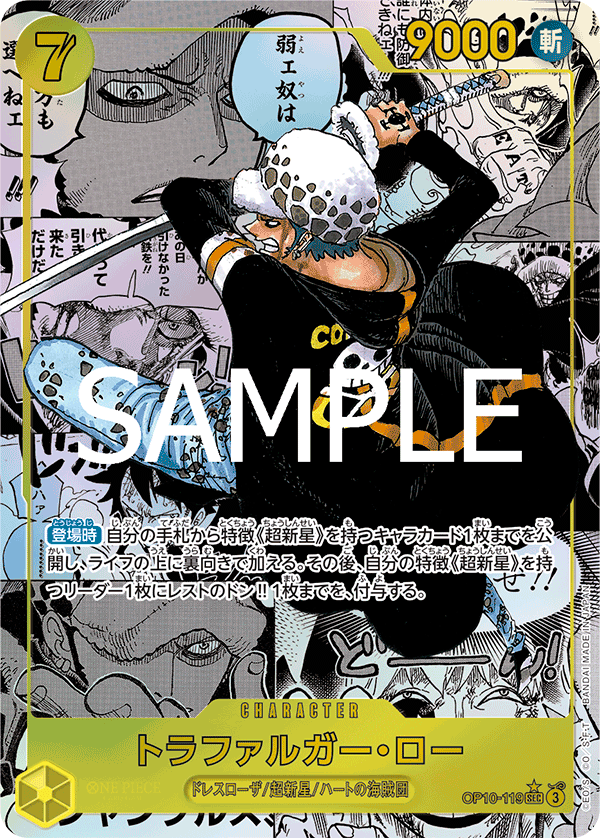 7
9000
斬
弱エ奴は
SAMPLE
登場時 自分の手札から特徴《超新星》を持つキャラカード1枚までを公
開し、ライフの上に裏向きで加える。その後、自分の特徴《超新星》を持
つリーダー1枚にレストのドン!!1枚までを、付与する。
CHARACTER
トラファルガー・ロー
ONE PIECE
ドレスローザ/超新星/ハートの海賊団
OP10-119 SEC 3